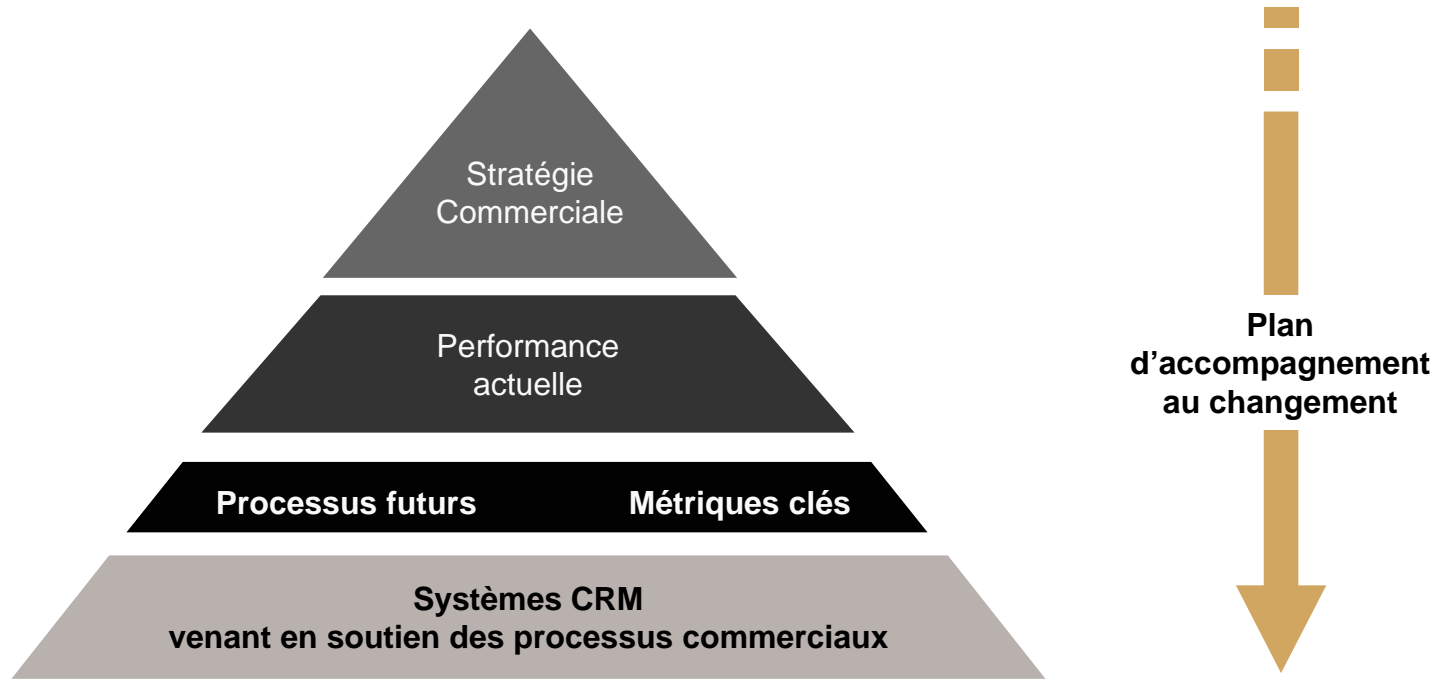 Stratégie
Commerciale
Performance
actuelle
Processus futurs
Métriques clés
Systèmes CRM
venant en soutien des processus commerciaux
Plan
d’accompagnement
au changement